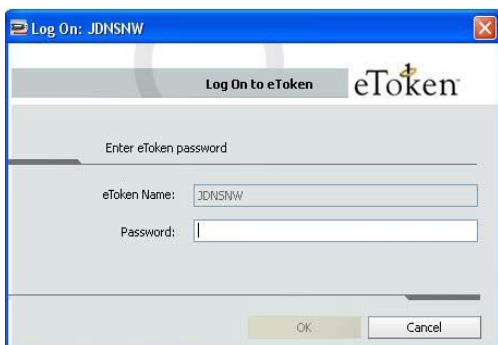 Log On: JDNSNW
Log On to eToken
eToken
Enter eToken password
eToken Name: JDNSNW
Password:
OK Cancel